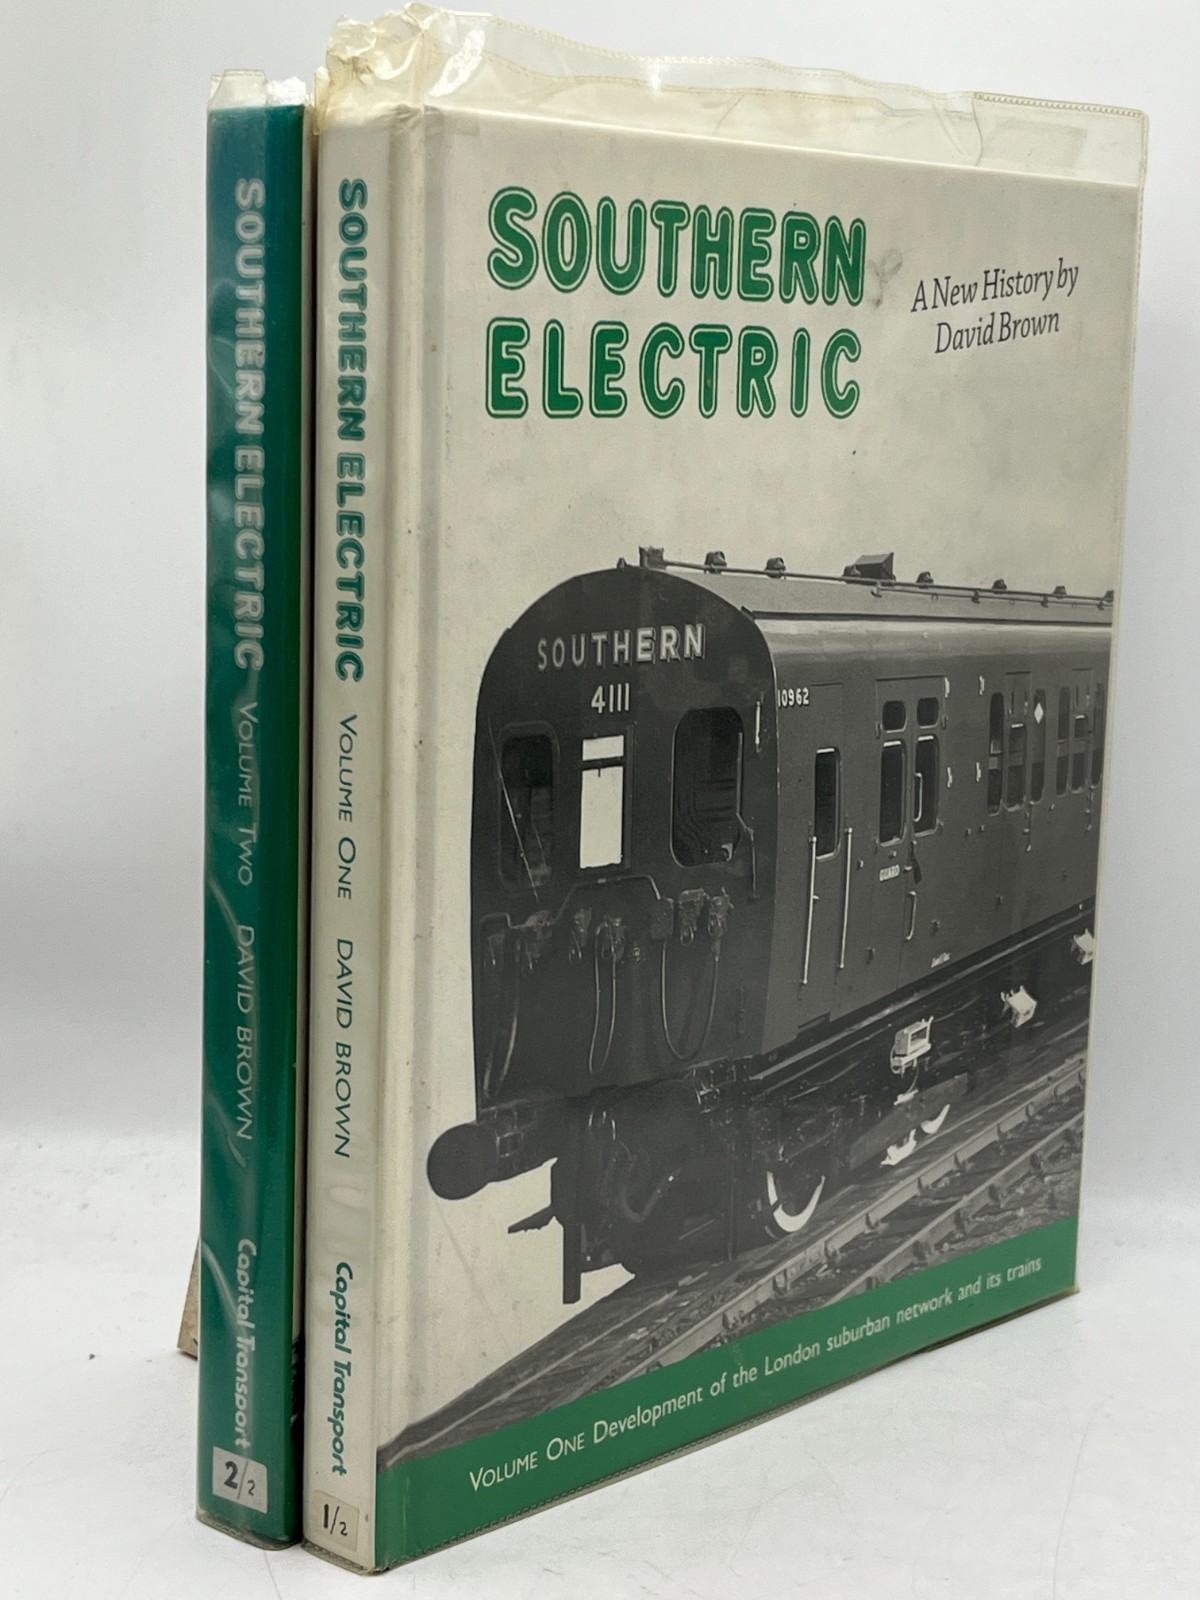 SOUTHERN ELECTRIC VOLUME TWO DAVID BROWN Capital Transport
2/2
SOUTHERN ELECTRIC VOLUME ONE DAVID BROWN Capital Transport
1/2
SOUTHERN
ELECTRIC
A New History by
David Brown
SOUTHERN
4111
10962
GUARD
VOLUME ONE Development of the London suburban network and its trains